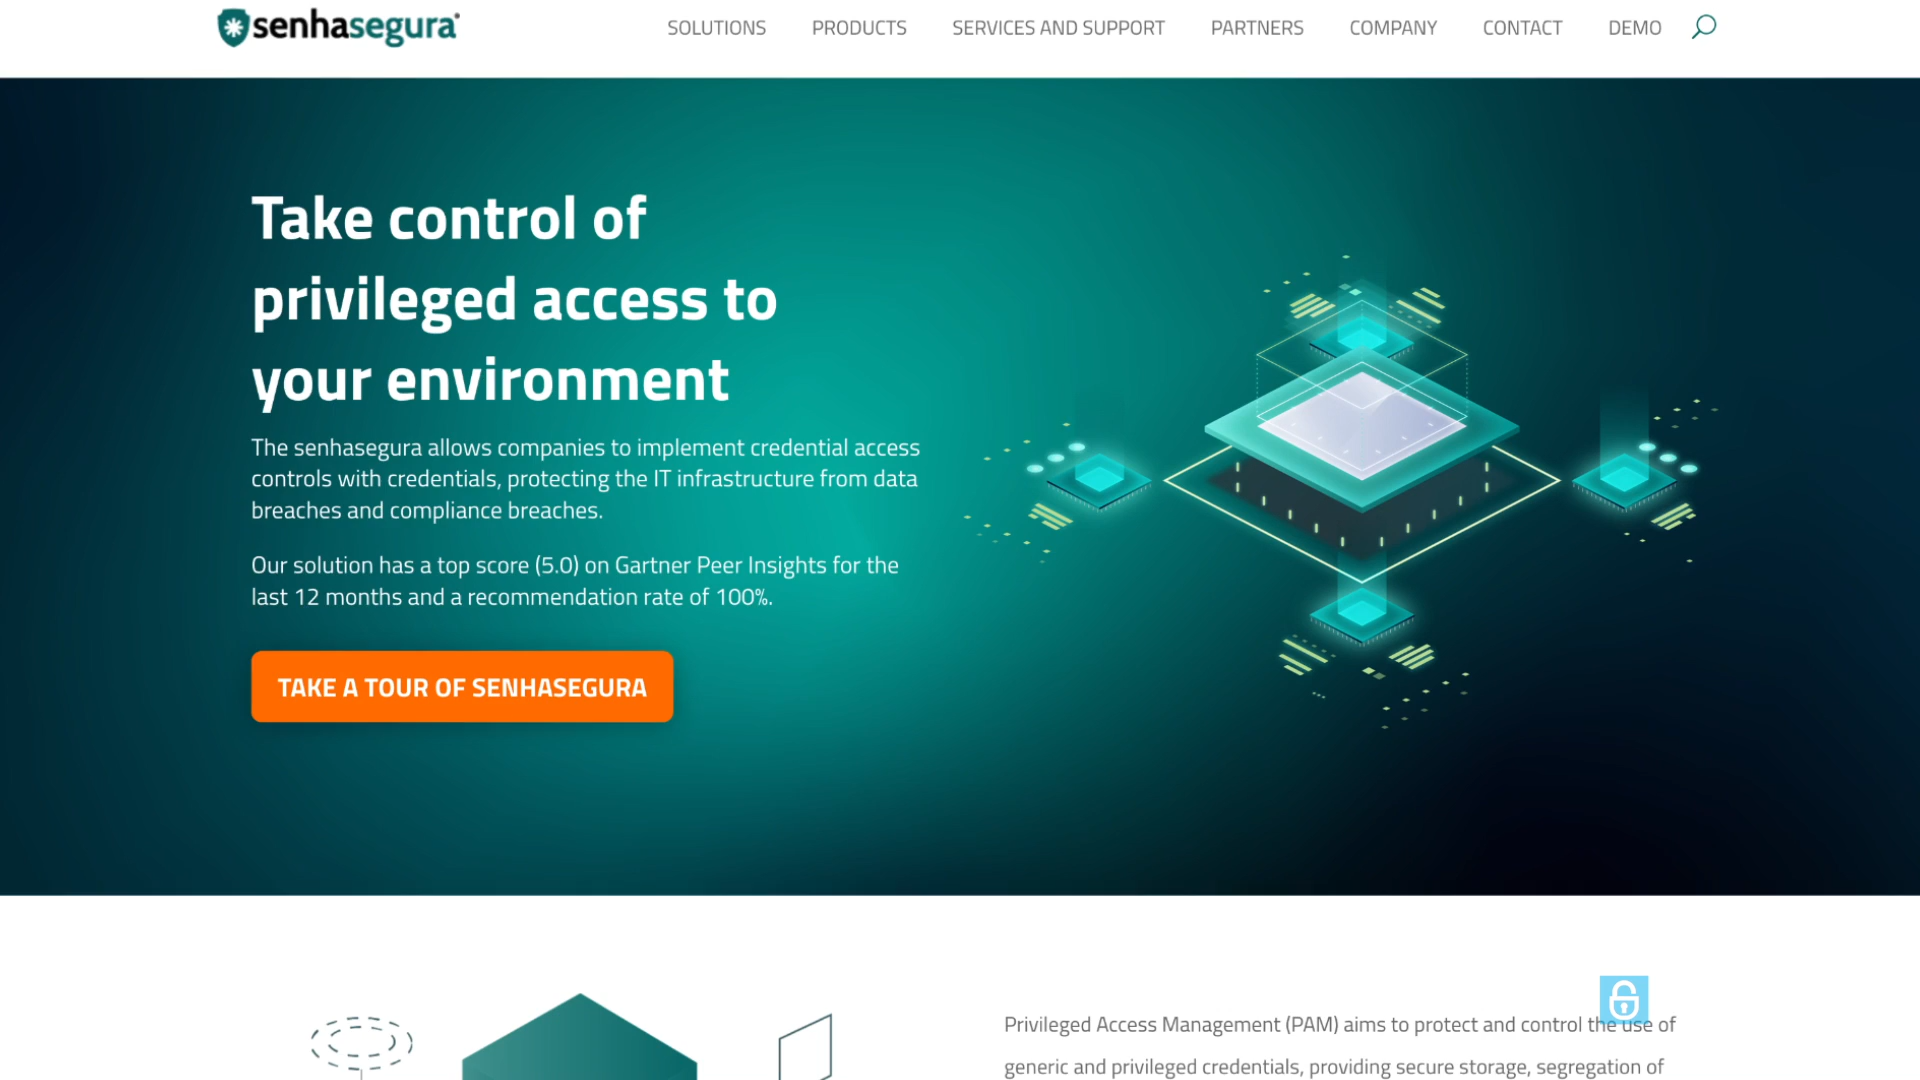 senhasegura
SOLUTIONS PRODUCTS SERVICES AND SUPPORT PARTNERS COMPANY CONTACT DEMO
Take control of
privileged access to
your environment
The senhasegura allows companies to implement credential access
controls with credentials, protecting the IT infrastructure from data
breaches and compliance breaches.
Our solution has a top score (5.0) on Gartner Peer Insights for the
last 12 months and a recommendation rate of 100%.
TAKE A TOUR OF SENHASEGURA
Privileged Access Management (PAM) aims to protect and control the use of
generic and privileged credentials, providing secure storage, segregation of